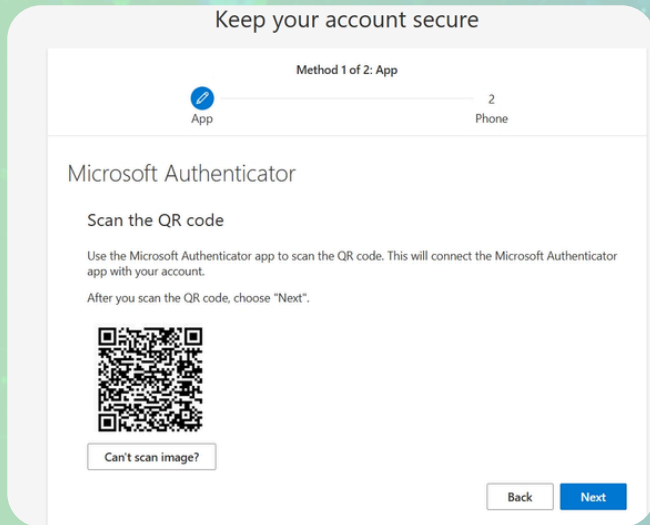 Keep your account secure
Method 1 of 2: App
2
App
Phone
Microsoft Authenticator
Scan the QR code
Use the Microsoft Authenticator app to scan the QR code. This will connect the Microsoft Authenticator
app with your account.
After you scan the QR code, choose "Next".
Can't scan image?
Back
Next